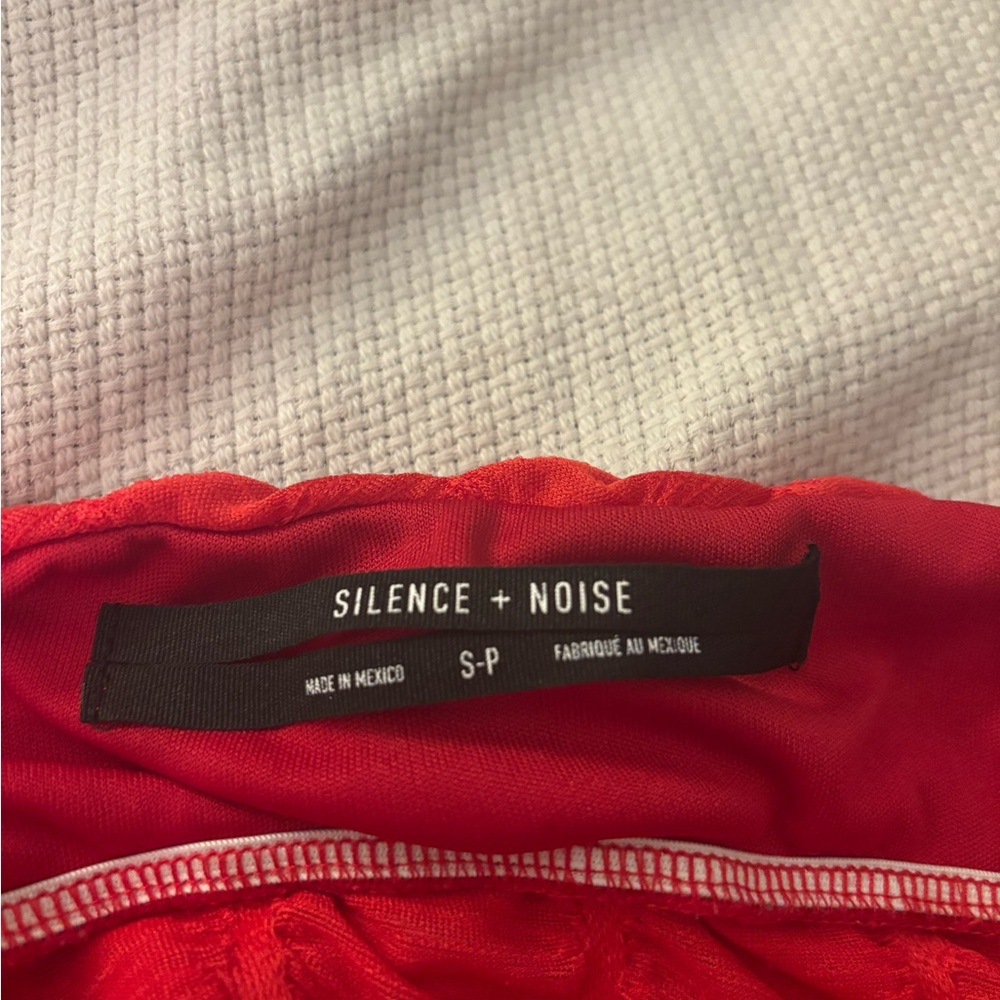 SILENCE + NOISE
MADE IN MEXICO S-P FABRIQUÉ AU MEXIQUE